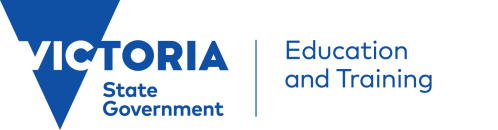 VICTORIA
State
Government
Education
and Training